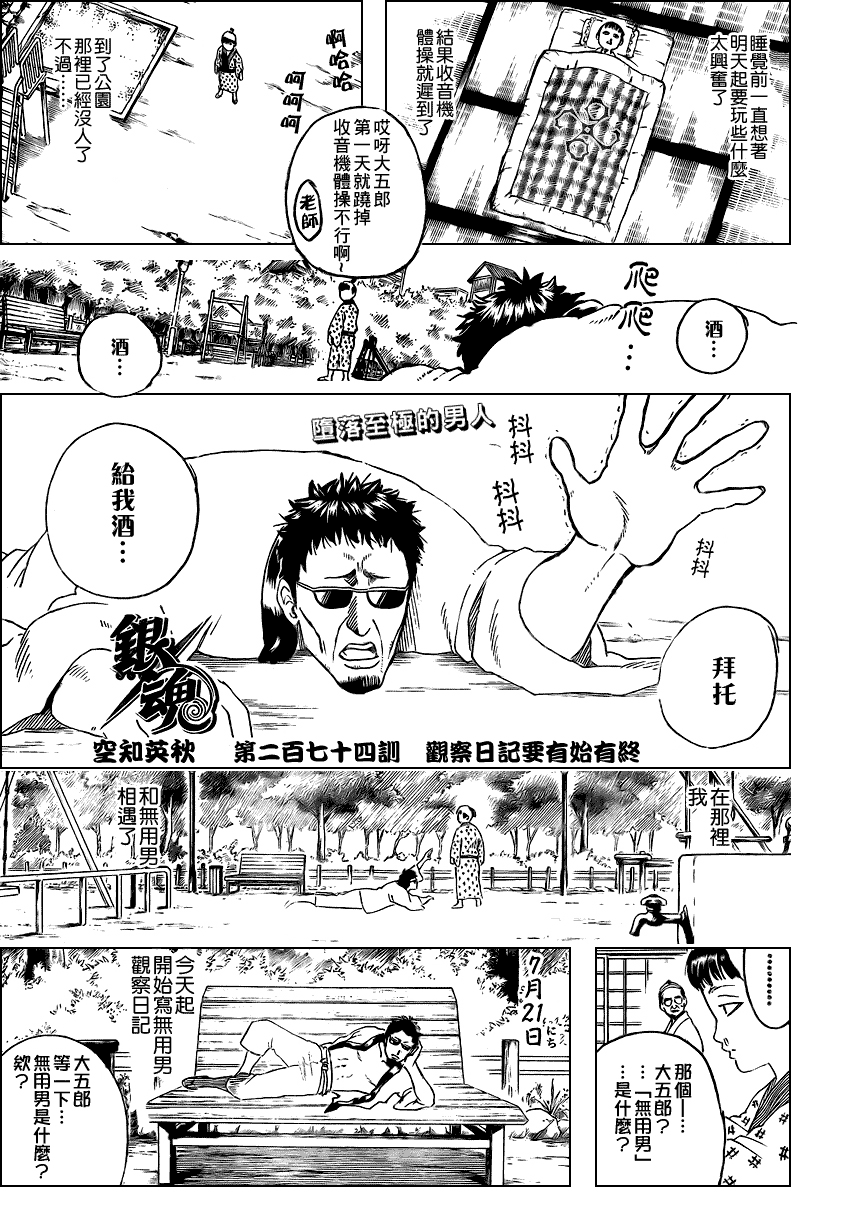 睡覺前一直想著
明天起要玩些什麼
太興奮了
結果收音機
體操就遲到了
哎呀大五郎
第一天就蹺掉
收音機體操不行啊~
老師
到了公園
那裡已經沒人了
不過……
爬
爬…
酒…
酒…
墮落至極的男人
抖抖
抖抖
抖抖
給我酒…
拜托
銀魂
空知英秋 第二百七十四訓 觀察日記要有始有終
在那裡
我
和無用男
相遇了
………
那個—…
大五郎?
…「無用男」
…是什麼?
7月21日
にち
今天起
開始寫無用男
觀察日記
大五郎
等一下…
無用男是什麼?
欸?